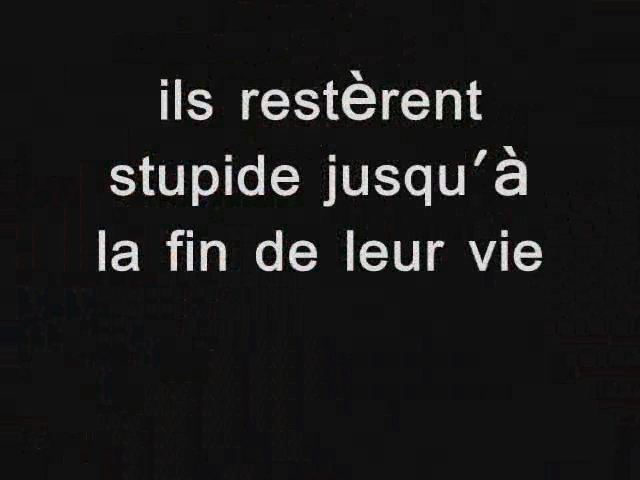 ils restèrent
stupide jusqu'à
la fin de leur vie